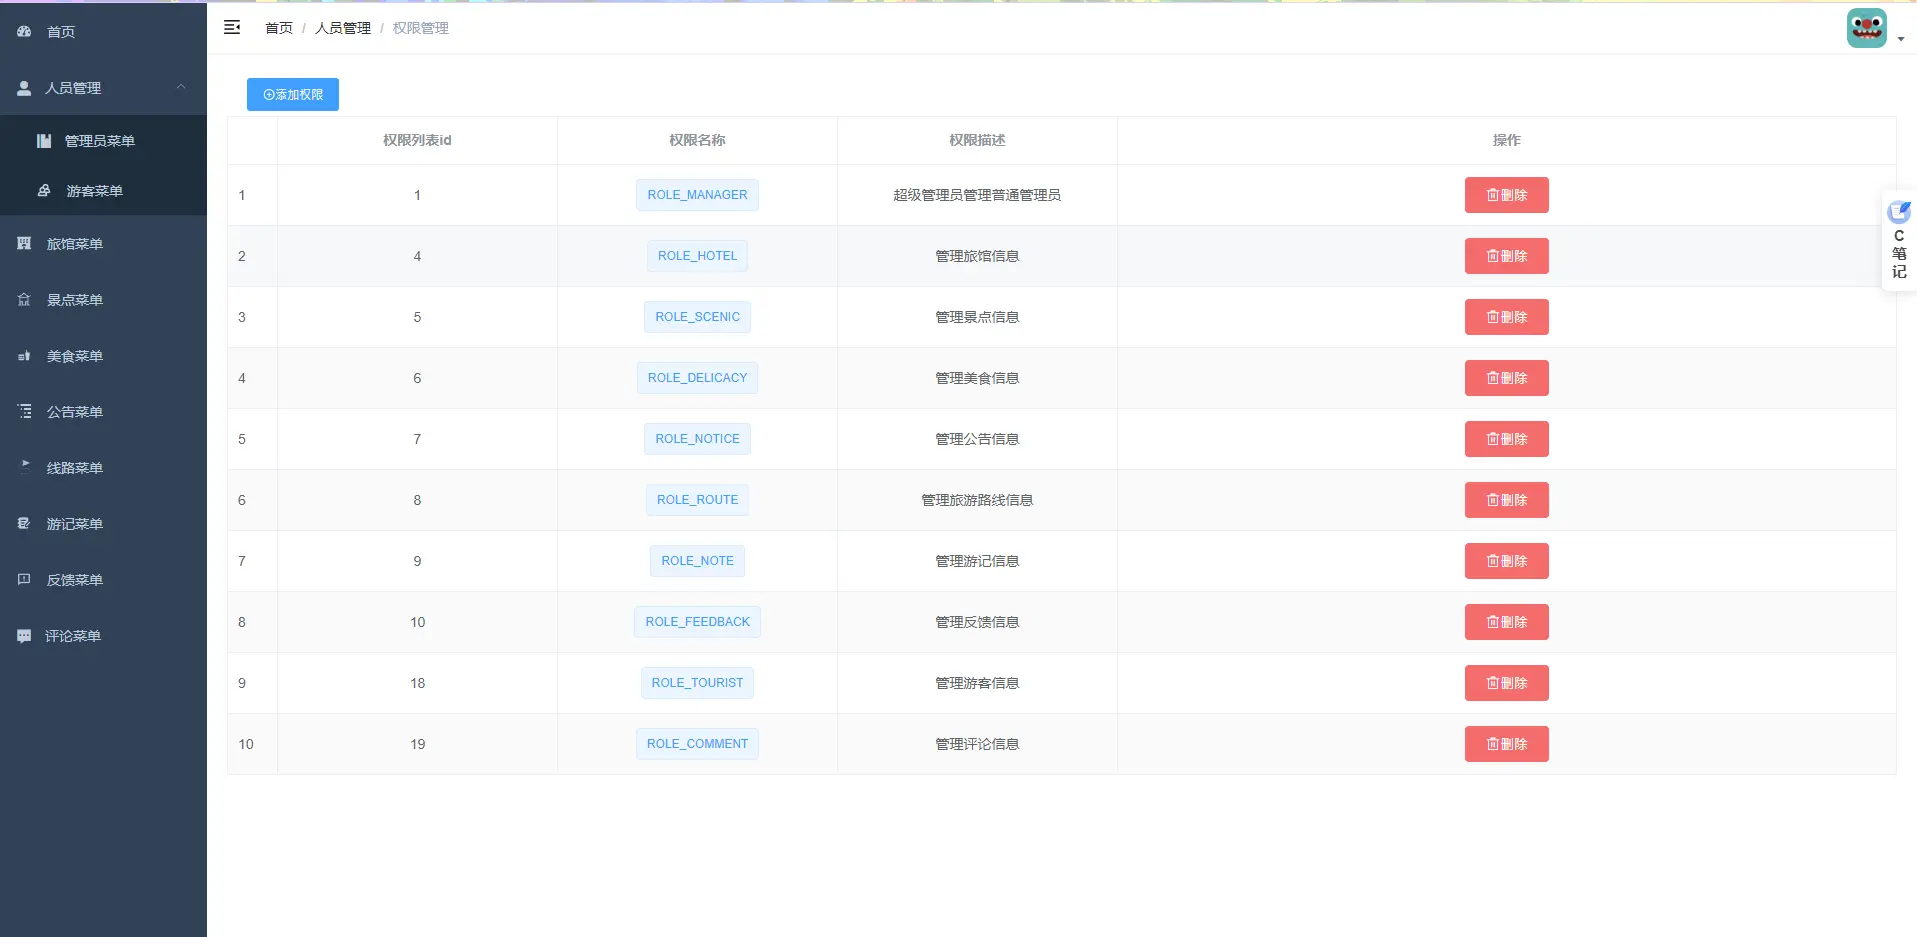 首页
人员管理
管理员菜单
游客菜单
旅馆菜单
景点菜单
美食菜单
公告菜单
线路菜单
游记菜单
反馈菜单
评论菜单
首页 / 人员管理 / 权限管理
添加权限
权限列表id 权限名称 权限描述 操作
1 1 ROLE_MANAGER 超级管理员管理普通管理员 删除
2 4 ROLE_HOTEL 管理旅馆信息 删除
3 5 ROLE_SCENIC 管理景点信息 删除
4 6 ROLE_DELICACY 管理美食信息 删除
5 7 ROLE_NOTICE 管理公告信息 删除
6 8 ROLE_ROUTE 管理旅游路线信息 删除
7 9 ROLE_NOTE 管理游记信息 删除
8 10 ROLE_FEEDBACK 管理反馈信息 删除
9 18 ROLE_TOURIST 管理游客信息 删除
10 19 ROLE_COMMENT 管理评论信息 删除
C
笔
记